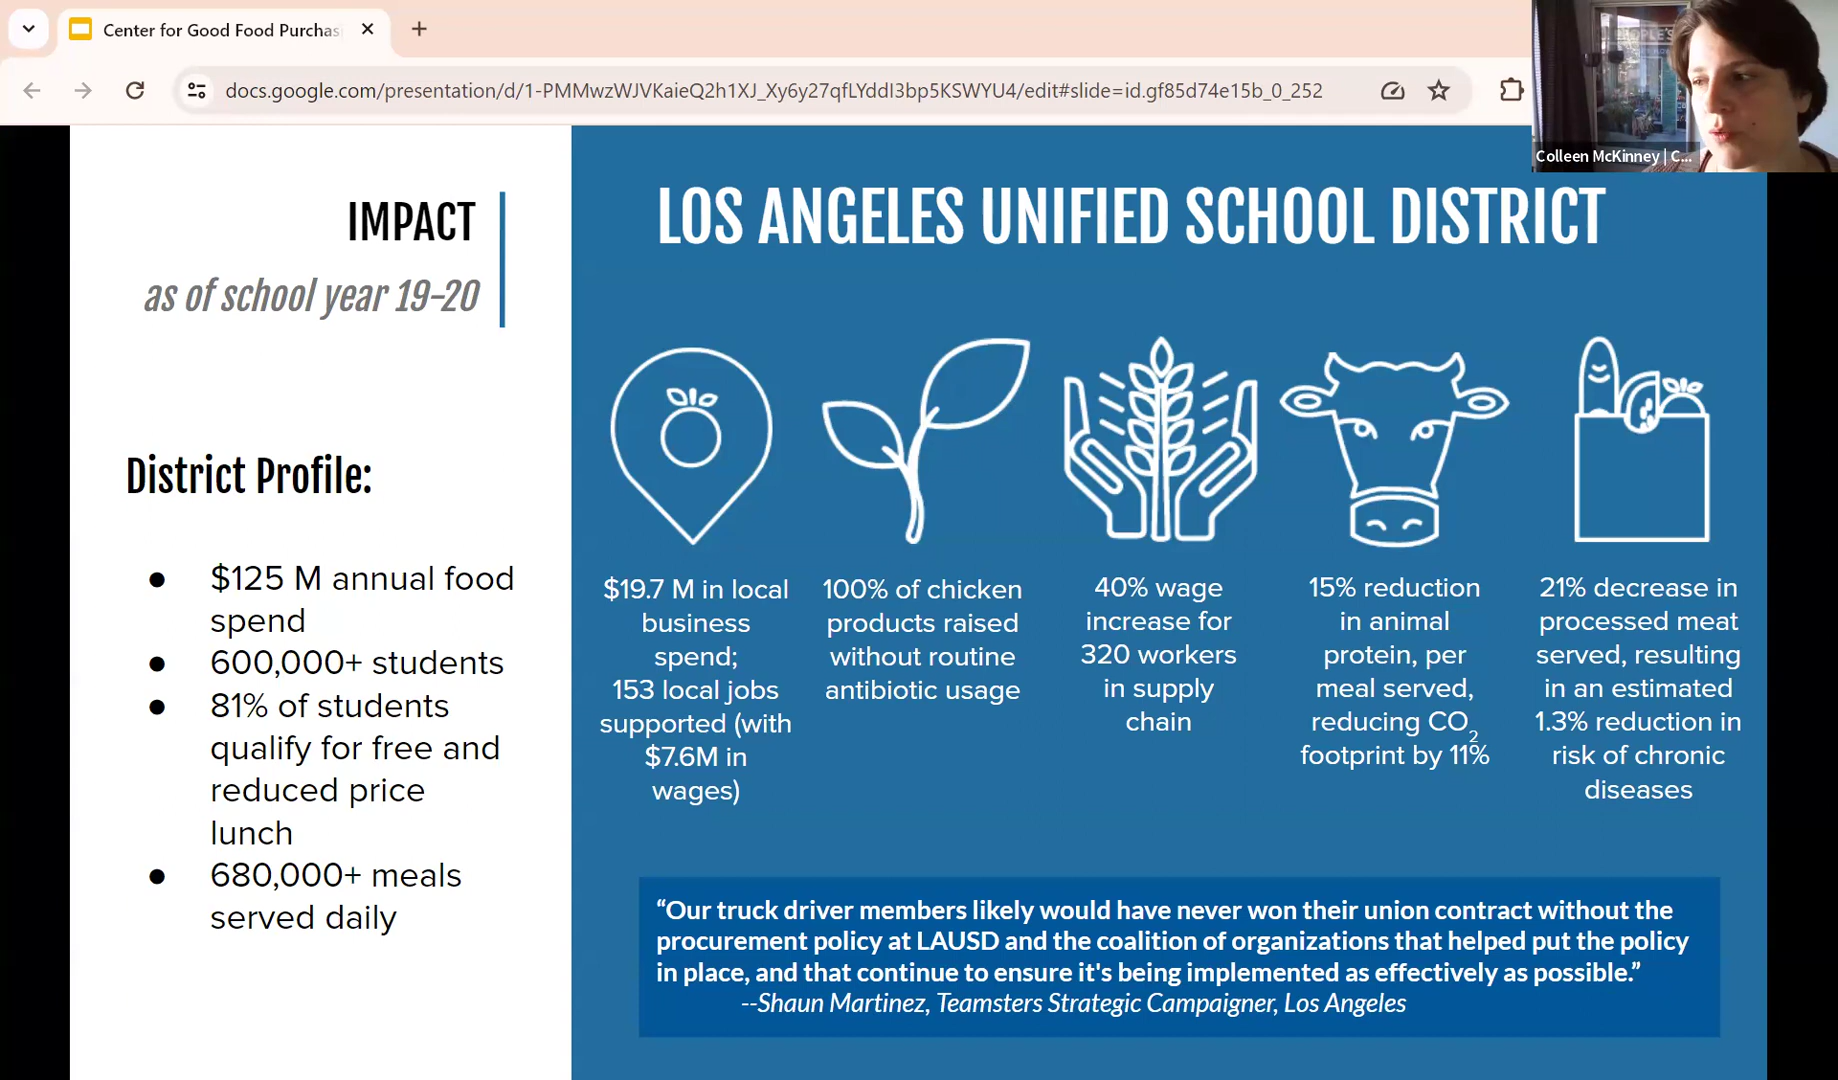 Center for Good Food Purchas
docs.google.com/presentation/d/1-PMMwzWJVKaieQ2h1XJ_Xy6y27qfLYddI3bp5KSWYU4/edit#slide=id.gf85d74e15b_0_252
Colleen McKinney | C...
IMPACT
as of school year 19-20
District Profile:
● $125 M annual food
spend
● 600,000+ students
● 81% of students
qualify for free and
reduced price
lunch
● 680,000+ meals
served daily
LOS ANGELES UNIFIED SCHOOL DISTRICT
$19.7 M in local
business
spend;
153 local jobs
supported (with
$7.6M in
wages)
100% of chicken
products raised
without routine
antibiotic usage
40% wage
increase for
320 workers
in supply
chain
15% reduction
in animal
protein, per
meal served,
reducing CO2
footprint by 11%
21% decrease in
processed meat
served, resulting
in an estimated
1.3% reduction in
risk of chronic
diseases
“Our truck driver members likely would have never won their union contract without the
procurement policy at LAUSD and the coalition of organizations that helped put the policy
in place, and that continue to ensure it's being implemented as effectively as possible.”
--Shaun Martinez, Teamsters Strategic Campaigner, Los Angeles